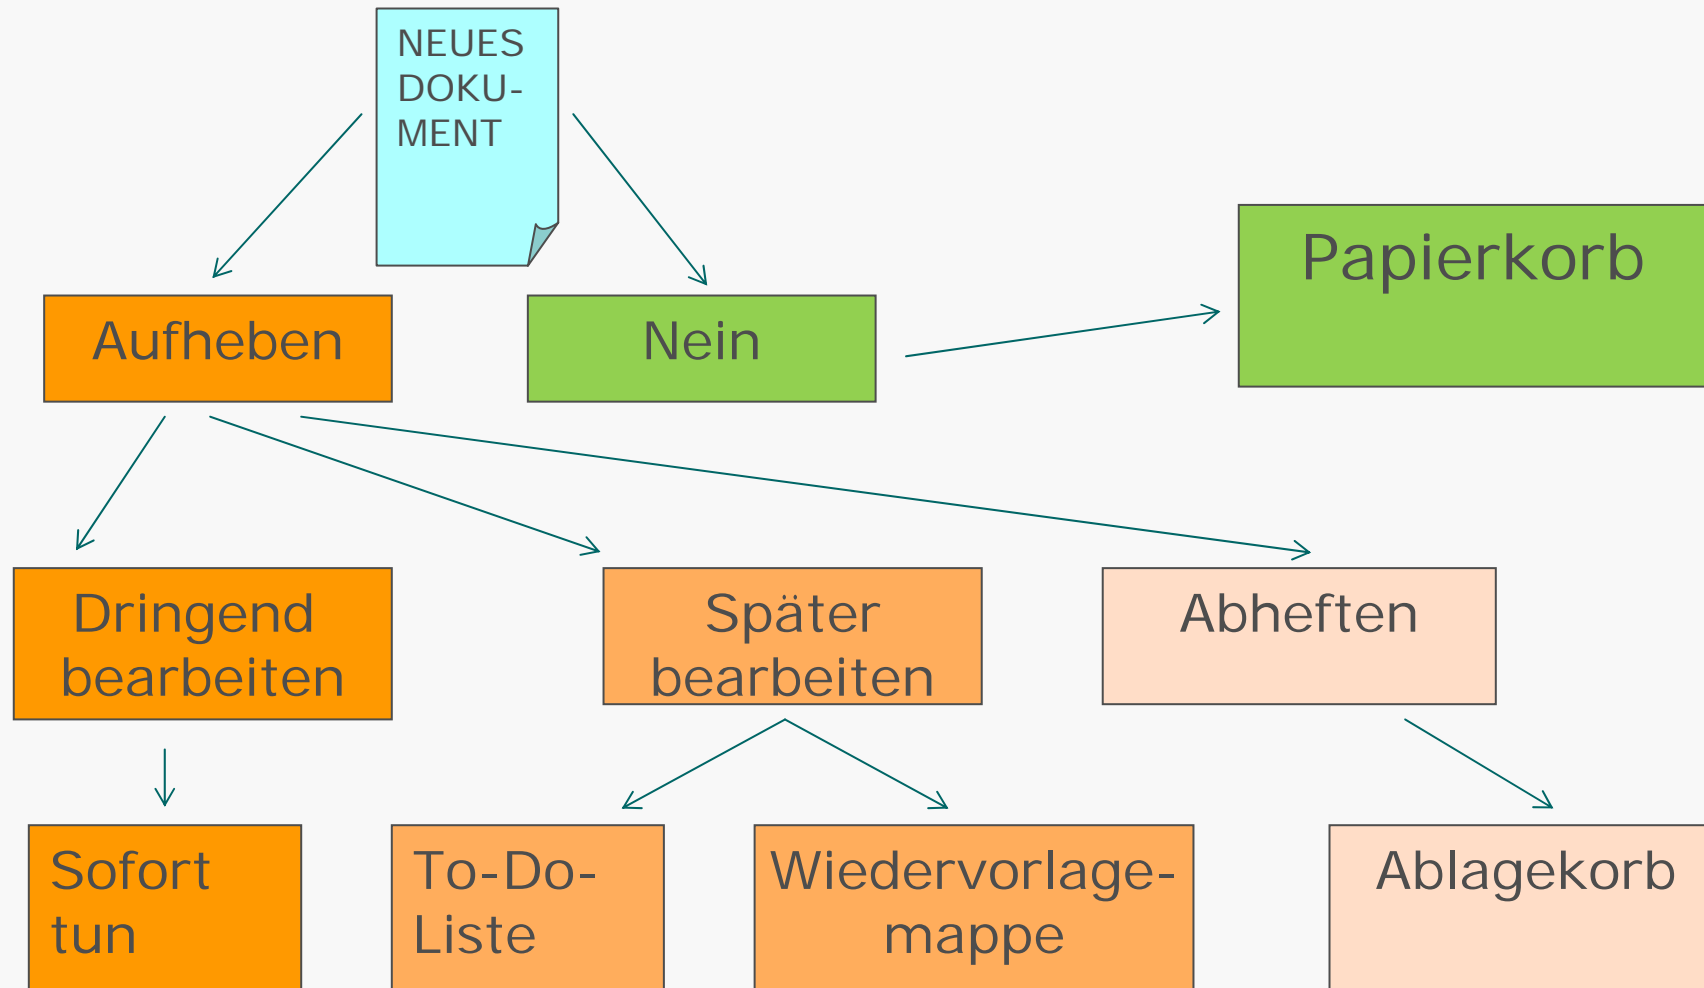 NEUES
DOKU-
MENT
Papierkorb
Aufheben
Nein
Dringend
bearbeiten
Später
bearbeiten
Abheften
Sofort
tun
To-Do-
Liste
Wiedervorlage-
mappe
Ablagekorb